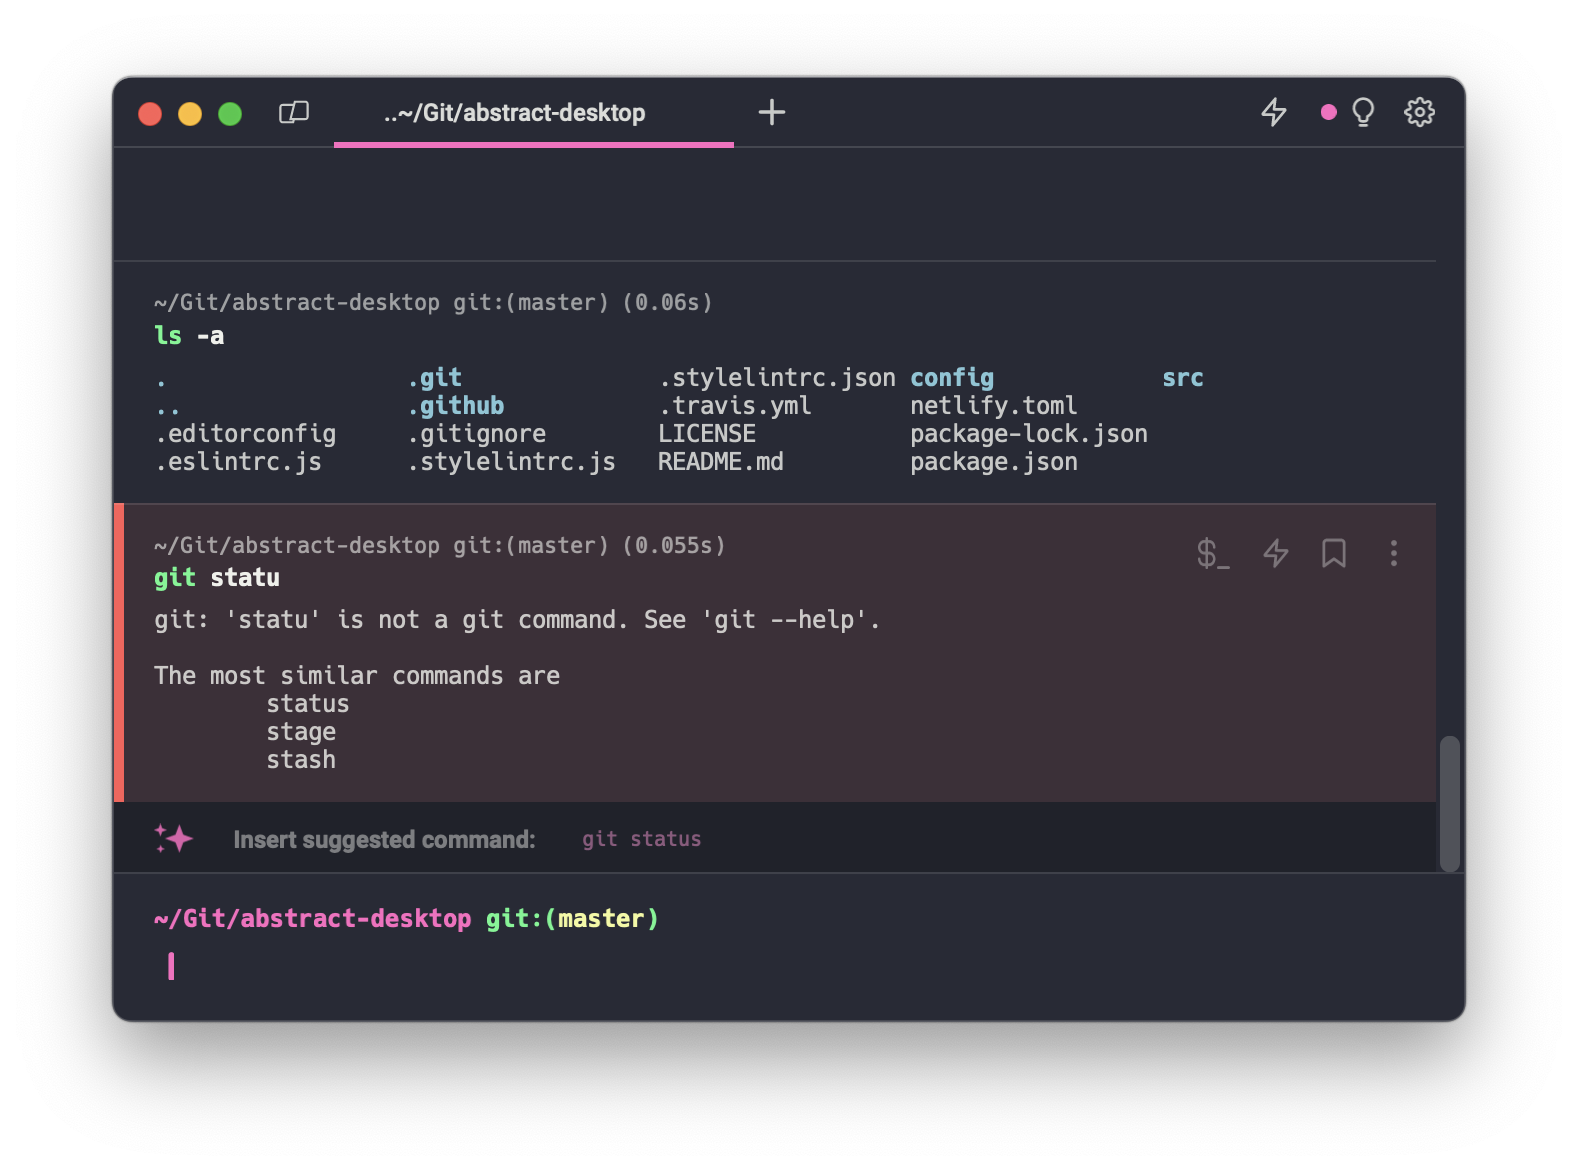 ..~/Git/abstract-desktop
~/Git/abstract-desktop git:(master) (0.06s)
ls -a
. .git .stylelintrc.json config src
.. .github .travis.yml netlify.toml
.editorconfig .gitignore LICENSE package-lock.json
.eslintrc.js .stylelintrc.js README.md package.json
~/Git/abstract-desktop git:(master) (0.055s)
$_
git statu
git: 'statu' is not a git command. See 'git --help'.
The most similar commands are
status
stage
stash
Insert suggested command: git status
~/Git/abstract-desktop git:(master)